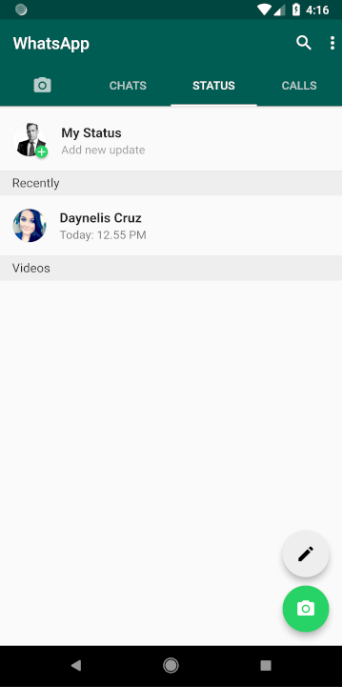 4:16
WhatsApp
CHATS STATUS CALLS
My Status
Add new update
Recently
Daynelis Cruz
Today: 12.55 PM
Videos